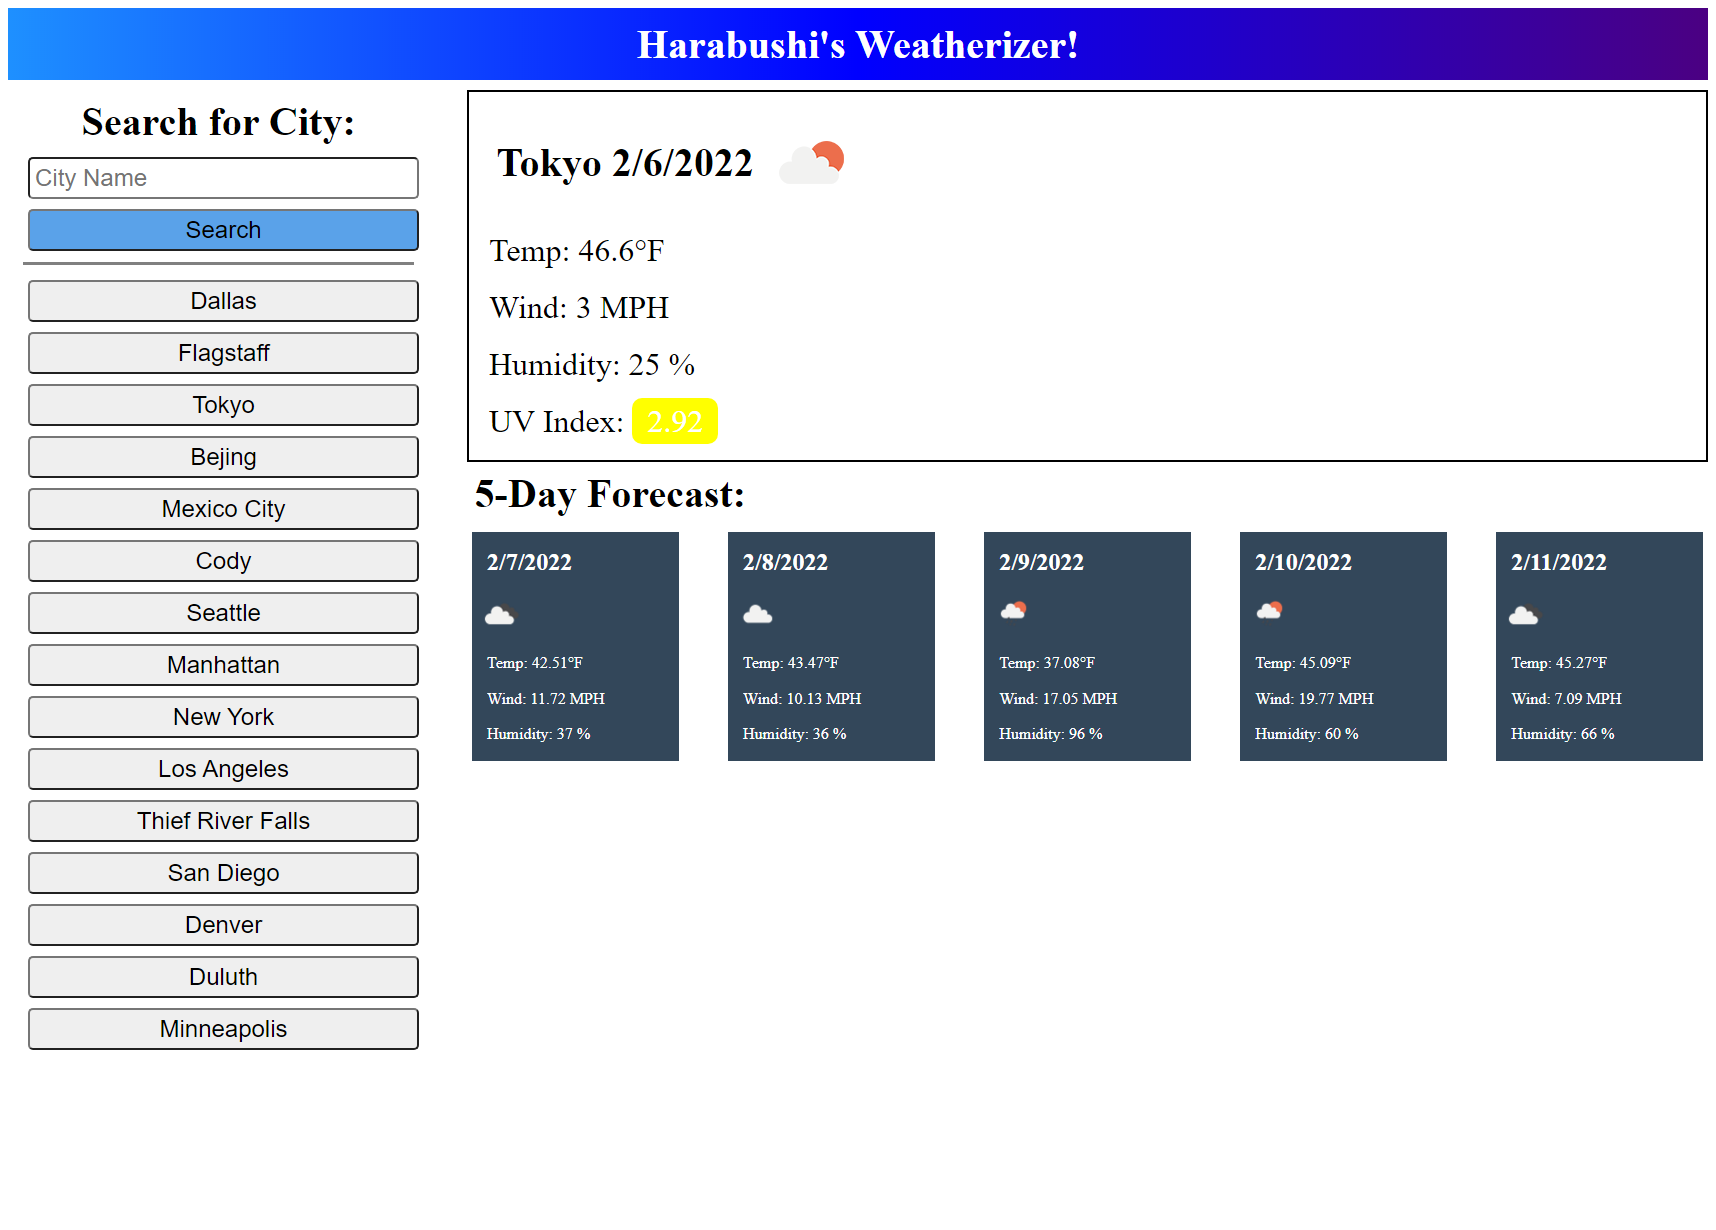 Harabushi's Weatherizer!
Search for City:
City Name
Search
Dallas
Flagstaff
Tokyo
Bejing
Mexico City
Cody
Seattle
Manhattan
New York
Los Angeles
Thief River Falls
San Diego
Denver
Duluth
Minneapolis
Tokyo 2/6/2022
Temp: 46.6°F
Wind: 3 MPH
Humidity: 25 %
UV Index: 2.92
5-Day Forecast:
2/7/2022
Temp: 42.51°F
Wind: 11.72 MPH
Humidity: 37 %
2/8/2022
Temp: 43.47°F
Wind: 10.13 MPH
Humidity: 36 %
2/9/2022
Temp: 37.08°F
Wind: 17.05 MPH
Humidity: 96 %
2/10/2022
Temp: 45.09°F
Wind: 19.77 MPH
Humidity: 60 %
2/11/2022
Temp: 45.27°F
Wind: 7.09 MPH
Humidity: 66 %